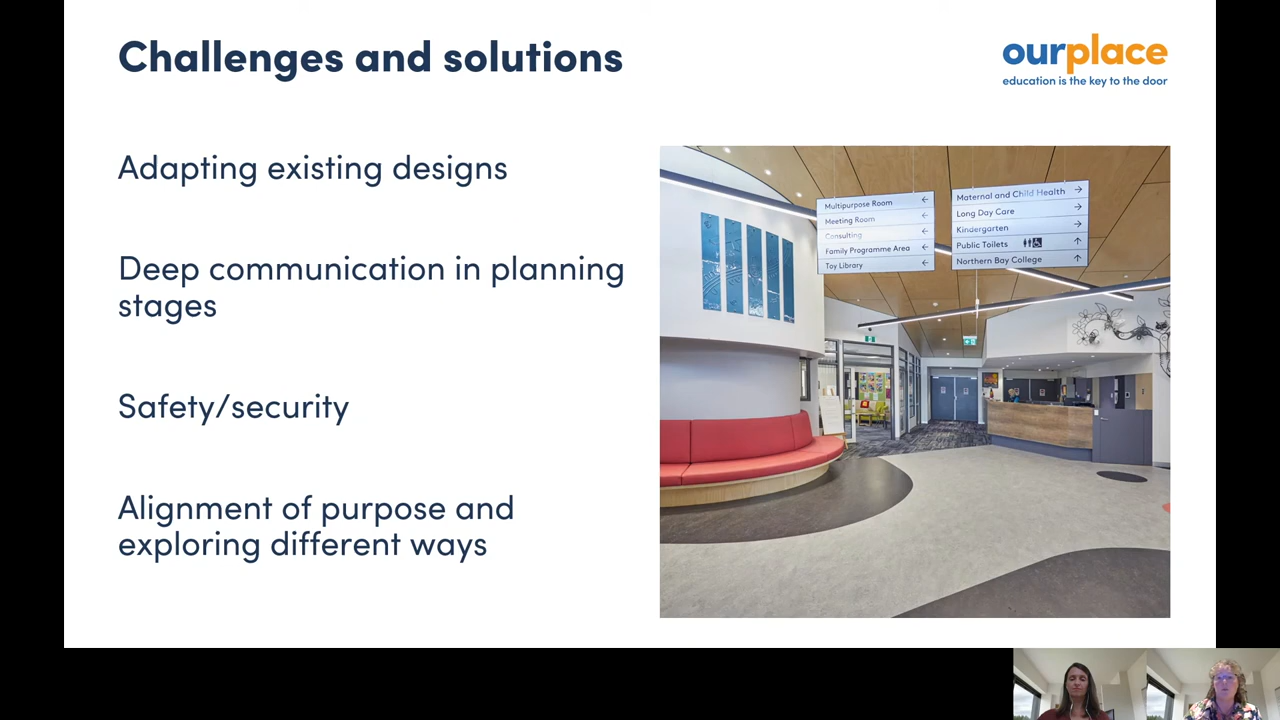 Challenges and solutions
ourplace
education is the key to the door
Adapting existing designs
Deep communication in planning
stages
Safety/security
Alignment of purpose and
exploring different ways
Multipurpose Room
Meeting Room
Consulting
Family Programme Area
Toy Library
Maternal and Child Health
Long Day Care
Kindergarten
Public Toilets
Northern Bay College